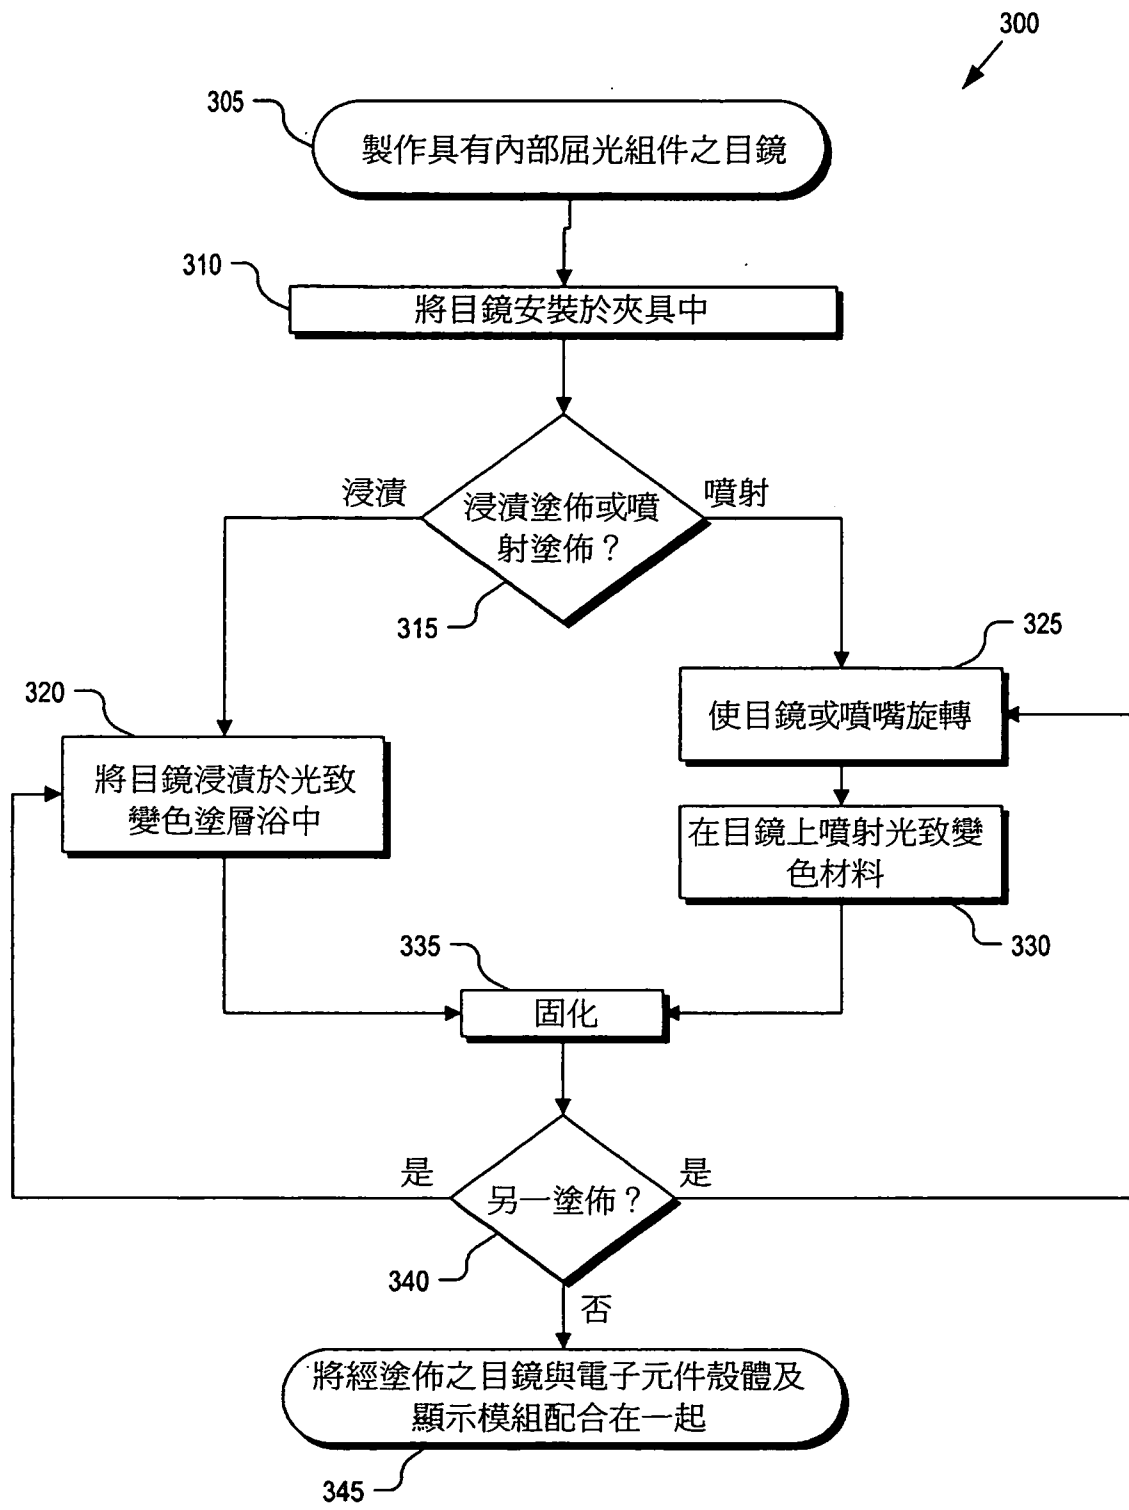 300
305
製作具有內部屈光組件之目鏡
310
將目鏡安裝於夾具中
浸漬
噴射
浸漬塗佈或噴
射塗佈？
315
325
使目鏡或噴嘴旋轉
320
將目鏡浸漬於光致
變色塗層浴中
在目鏡上噴射光致變
色材料
330
335
固化
是
是
另一塗佈？
340
否
將經塗佈之目鏡與電子元件殼體及
顯示模組配合在一起
345